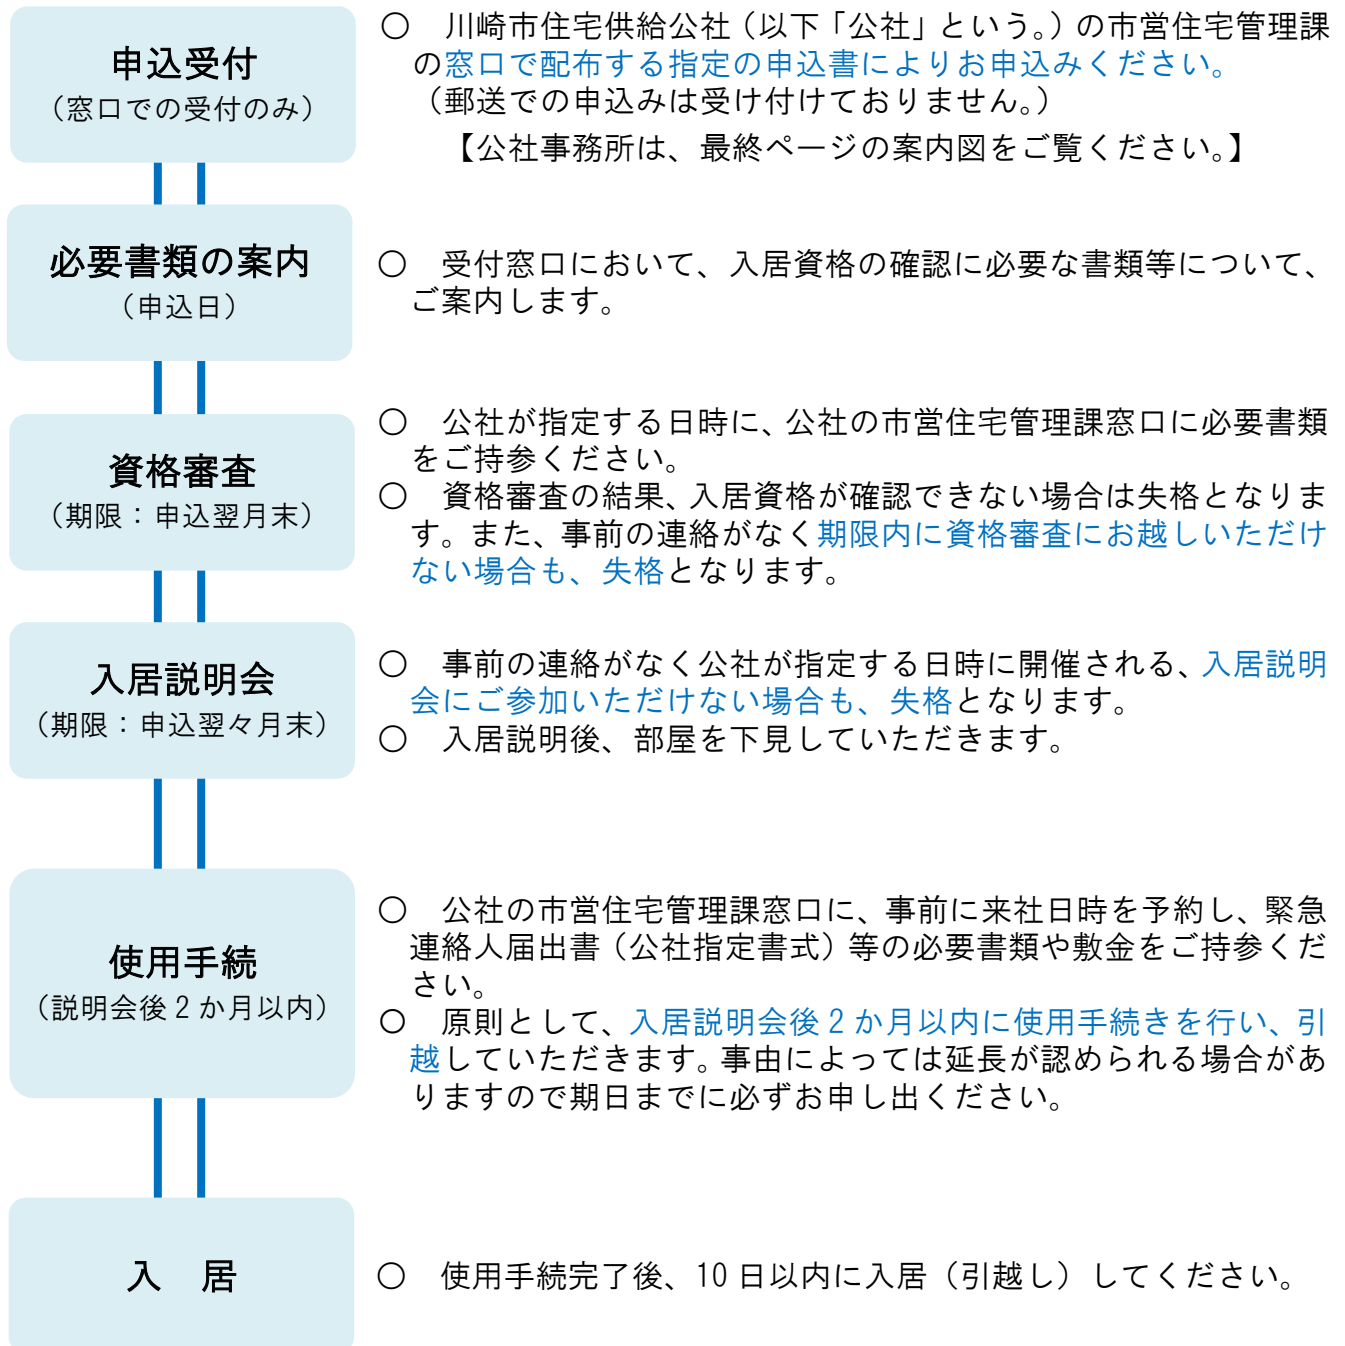 申込受付
（窓口での受付のみ）
○　川崎市住宅供給公社（以下「公社」という。）の市営住宅管理課
の窓口で配布する指定の申込書によりお申込みください。
（郵送での申込みは受け付けておりません。）
【公社事務所は、最終ページの案内図をご覧ください。】
必要書類の案内
（申込日）
○　受付窓口において、入居資格の確認に必要な書類等について、
ご案内します。
資格審査
（期限：申込翌月末）
○　公社が指定する日時に、公社の市営住宅管理課窓口に必要書類
をご持参ください。
○　資格審査の結果、入居資格が確認できない場合は失格となりま
す。また、事前の連絡がなく期限内に資格審査にお越しいただけ
ない場合も、失格となります。
入居説明会
（期限：申込翌々月末）
○　事前の連絡がなく公社が指定する日時に開催される、入居説明
会にご参加いただけない場合も、失格となります。
○　入居説明後、部屋を下見していただきます。
使用手続
（説明会後２か月以内）
○　公社の市営住宅管理課窓口に、事前に来社日時を予約し、緊急
連絡人届出書（公社指定書式）等の必要書類や敷金をご持参くだ
さい。
○　原則として、入居説明会後２か月以内に使用手続きを行い、引
越していただきます。事由によっては延長が認められる場合があ
りますので期日までに必ずお申し出ください。
入　居
○　使用手続完了後、10日以内に入居（引越し）してください。